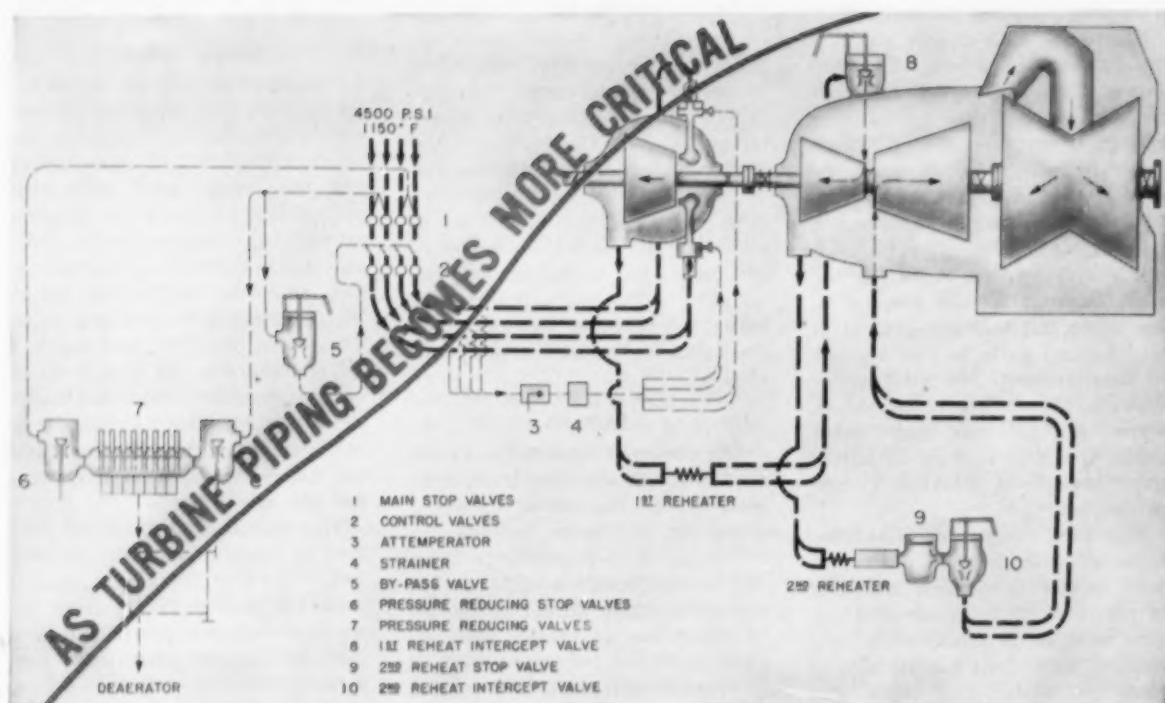 AS TURBINE PIPING BECOMES MORE CRITICAL
4500 P.S.I.
1150° F
1
2
5
7
6
3
4
8
1ST REHEATER
9
10
2ND REHEATER
1 MAIN STOP VALVES
2 CONTROL VALVES
3 ATTEMPERATOR
4 STRAINER
5 BY-PASS VALVE
6 PRESSURE REDUCING STOP VALVES
7 PRESSURE REDUCING VALVES
8 1ST REHEAT INTERCEPT VALVE
9 2ND REHEAT STOP VALVE
10 2ND REHEAT INTERCEPT VALVE
DEAERATOR